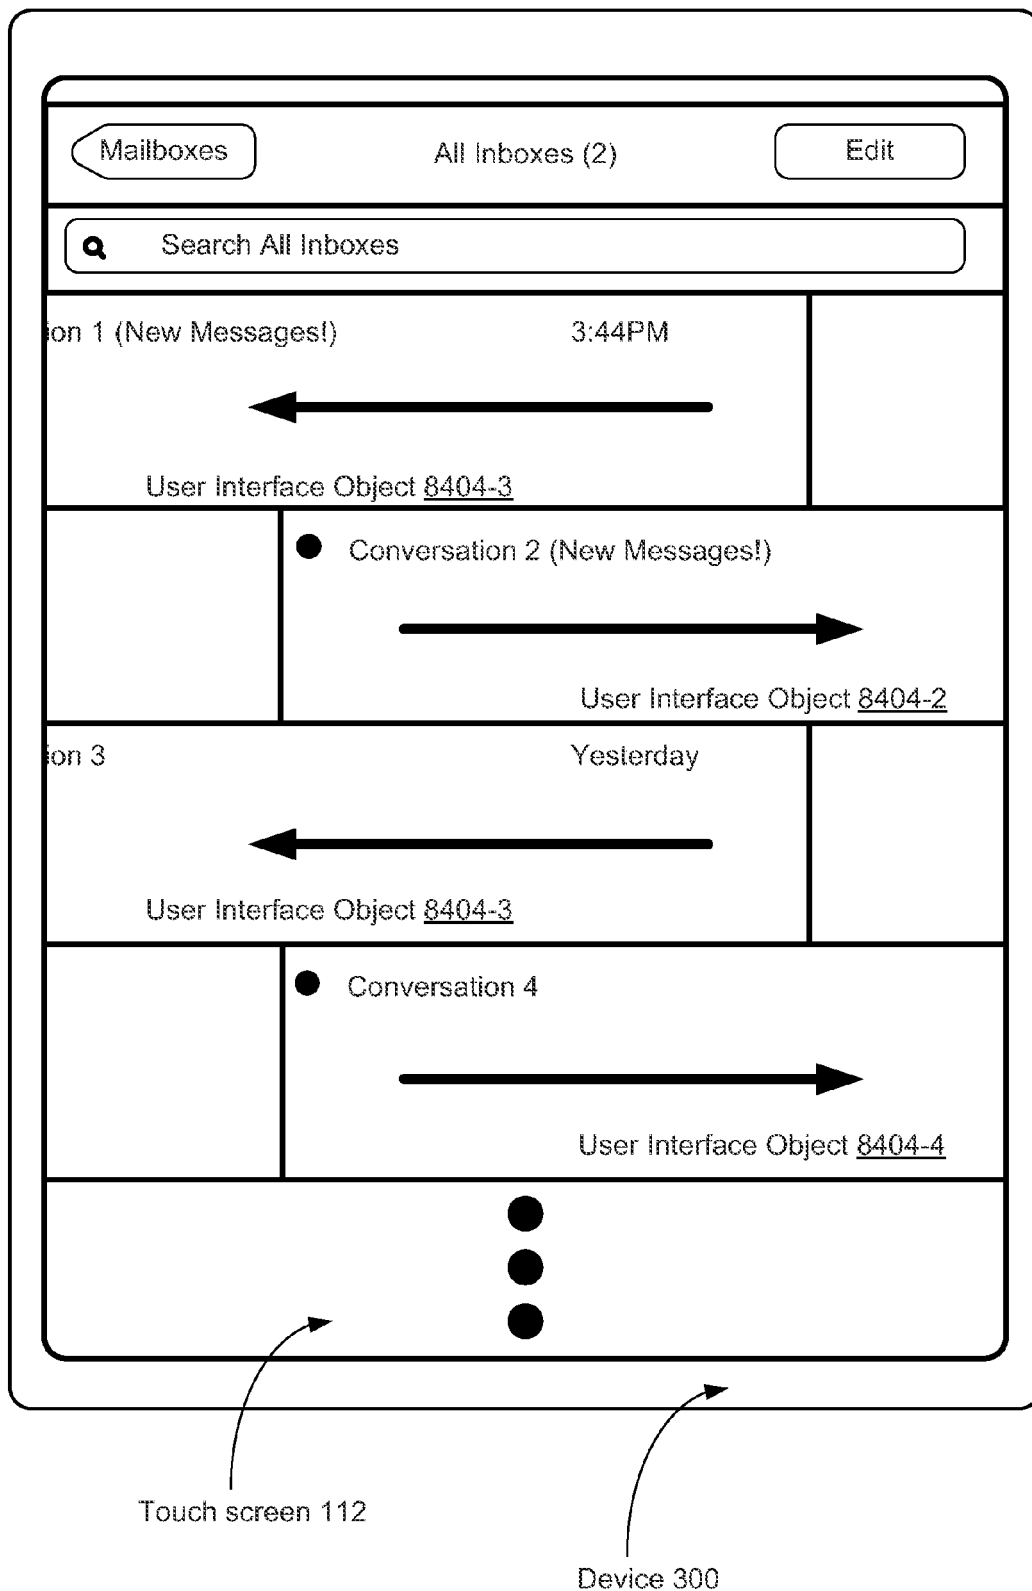 Mailboxes
All Inboxes (2)
Edit
Search All Inboxes
ion 1 (New Messages!)
3:44PM
User Interface Object 8404-3
Conversation 2 (New Messages!)
User Interface Object 8404-2
ion 3
Yesterday
User Interface Object 8404-3
Conversation 4
User Interface Object 8404-4
Touch screen 112
Device 300